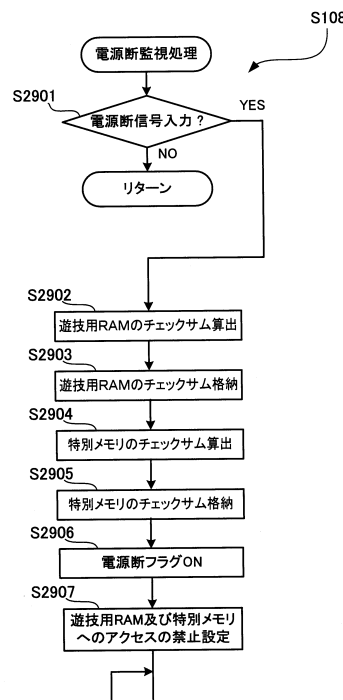 S108
電源断監視処理
S2901
電源断信号入力？
YES
NO
リターン
S2902
遊技用RAMのチェックサム算出
S2903
遊技用RAMのチェックサム格納
S2904
特別メモリのチェックサム算出
S2905
特別メモリのチェックサム格納
S2906
電源断フラグON
S2907
遊技用RAM及び特別メモリ
へのアクセスの禁止設定